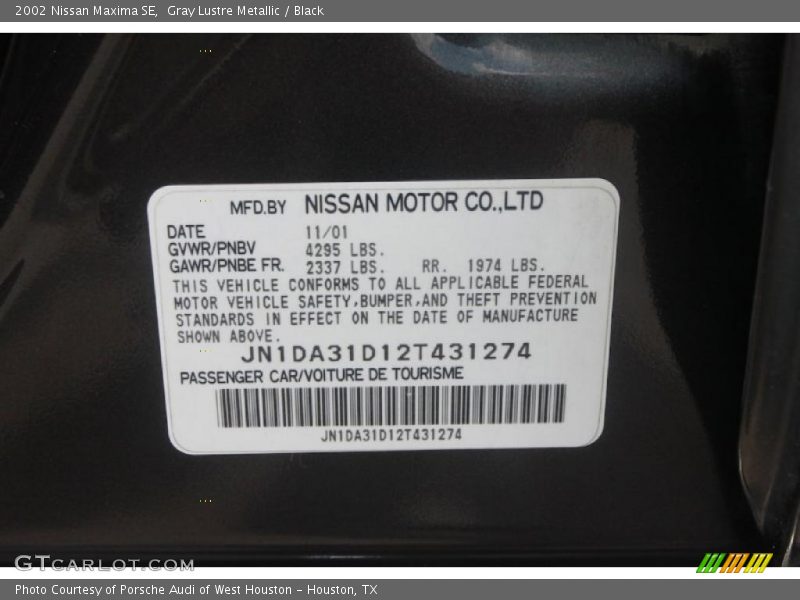 2002 Nissan Maxima SE,  Gray Lustre Metallic / Black
MFD.BY NISSAN MOTOR CO.,LTD
DATE 11/01
GVWR/PNBV 4295 LBS.
GAWR/PNBE FR. 2337 LBS. RR. 1974 LBS.
THIS VEHICLE CONFORMS TO ALL APPLICABLE FEDERAL
MOTOR VEHICLE SAFETY,BUMPER,AND THEFT PREVENTION
STANDARDS IN EFFECT ON THE DATE OF MANUFACTURE
SHOWN ABOVE.
JN1DA31D12T431274
PASSENGER CAR/VOITURE DE TOURISME
JN1DA31D12T431274
GTCARLOT.COM
Photo Courtesy of Porsche Audi of West Houston - Houston, TX